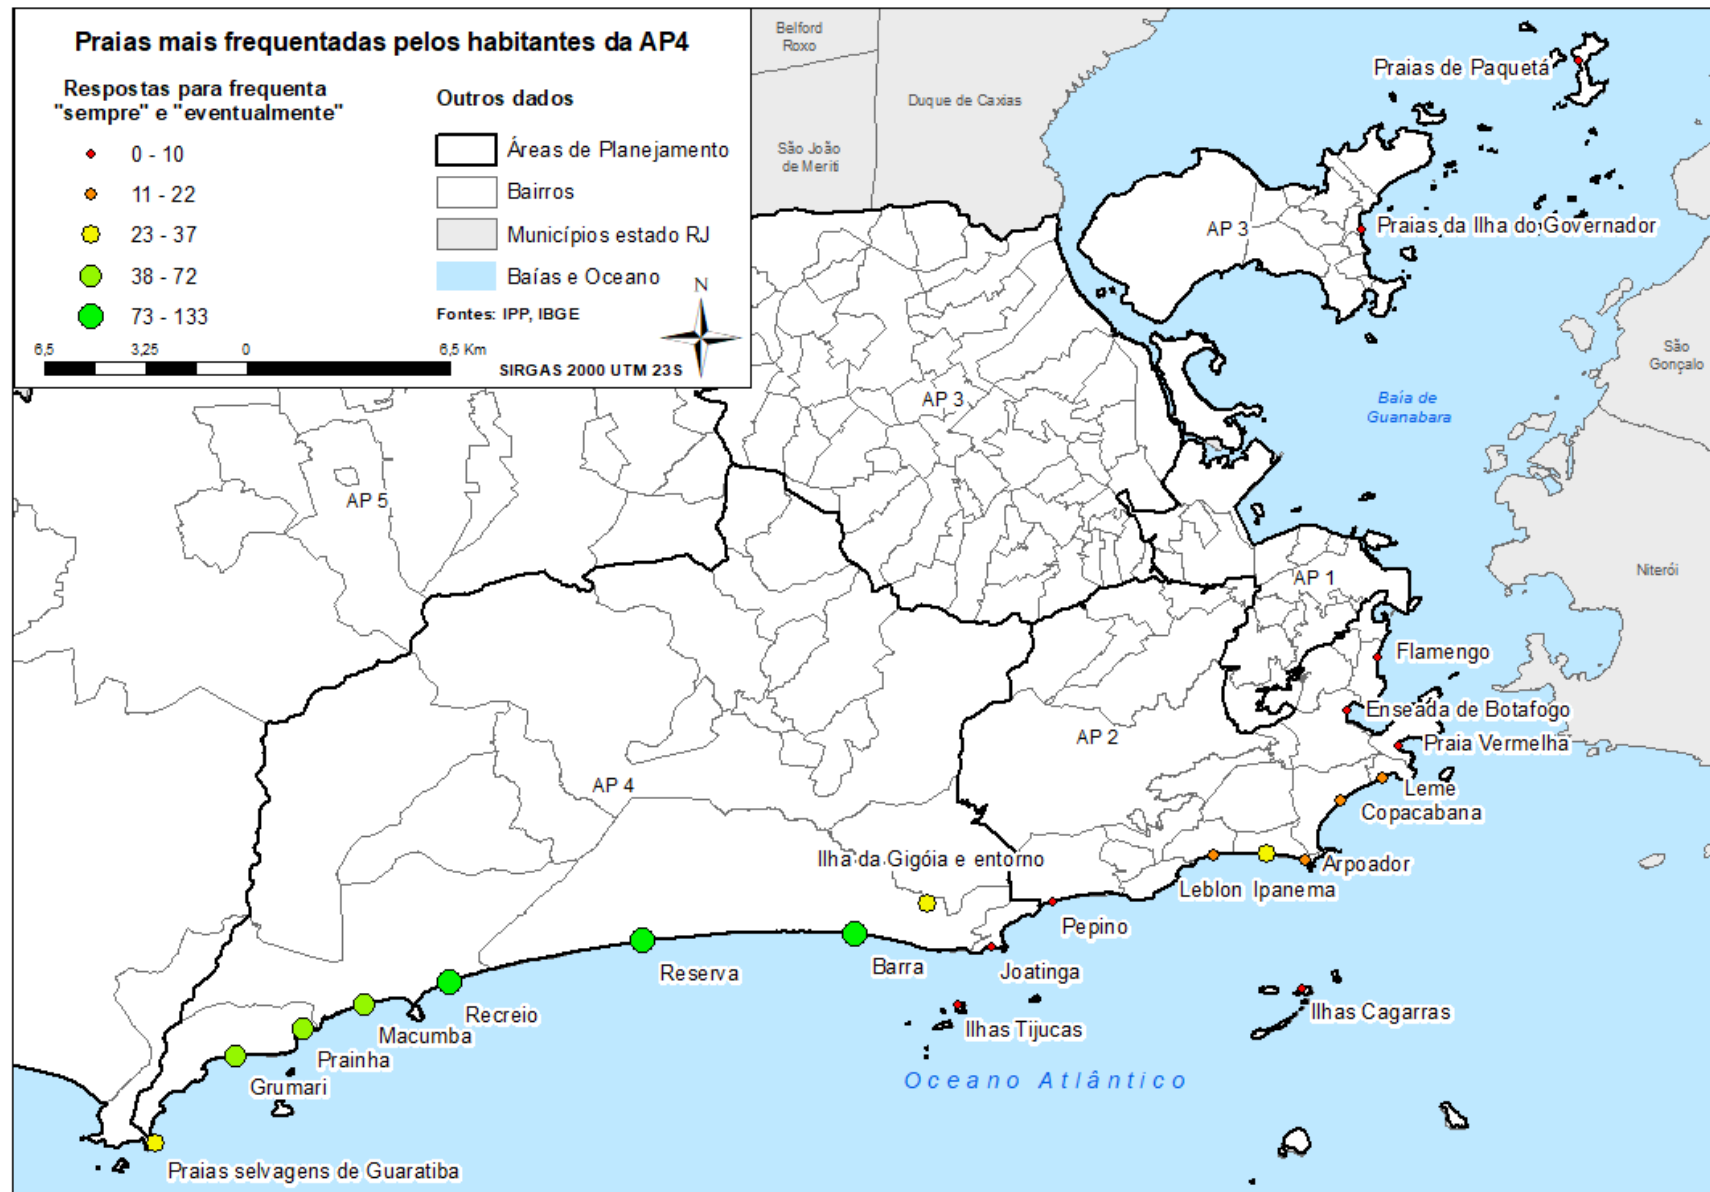 Praias mais frequentadas pelos habitantes da AP4
Respostas para frequenta
"sempre" e "eventualmente"
0 - 10
11 - 22
23 - 37
38 - 72
73 - 133
Outros dados
Áreas de Planejamento
Bairros
Municípios estado RJ
Baías e Oceano
Fontes: IPP, IBGE
N
6,5
3,25
0
6,5 Km
SIRGAS 2000 UTM 23S
Belford
Roxo
Duque de Caxias
São João
de Meriti
Praias de Paquetá
AP 3
Praias da Ilha do Governador
São
Gonçalo
AP 3
Baía de
Guanabara
AP 5
AP 1
Niterói
Flamengo
Enseada de Botafogo
AP 2
Praia Vermelha
AP 4
Leme
Copacabana
Ilha da Gigóia e entorno
Arpoador
Leblon
Ipanema
Pepino
Barra
Joatinga
Reserva
Recreio
Ilhas Cagarras
Ilhas Tijucas
Macumba
Prainha
Grumari
Oceano Atlântico
Praias selvagens de Guaratiba